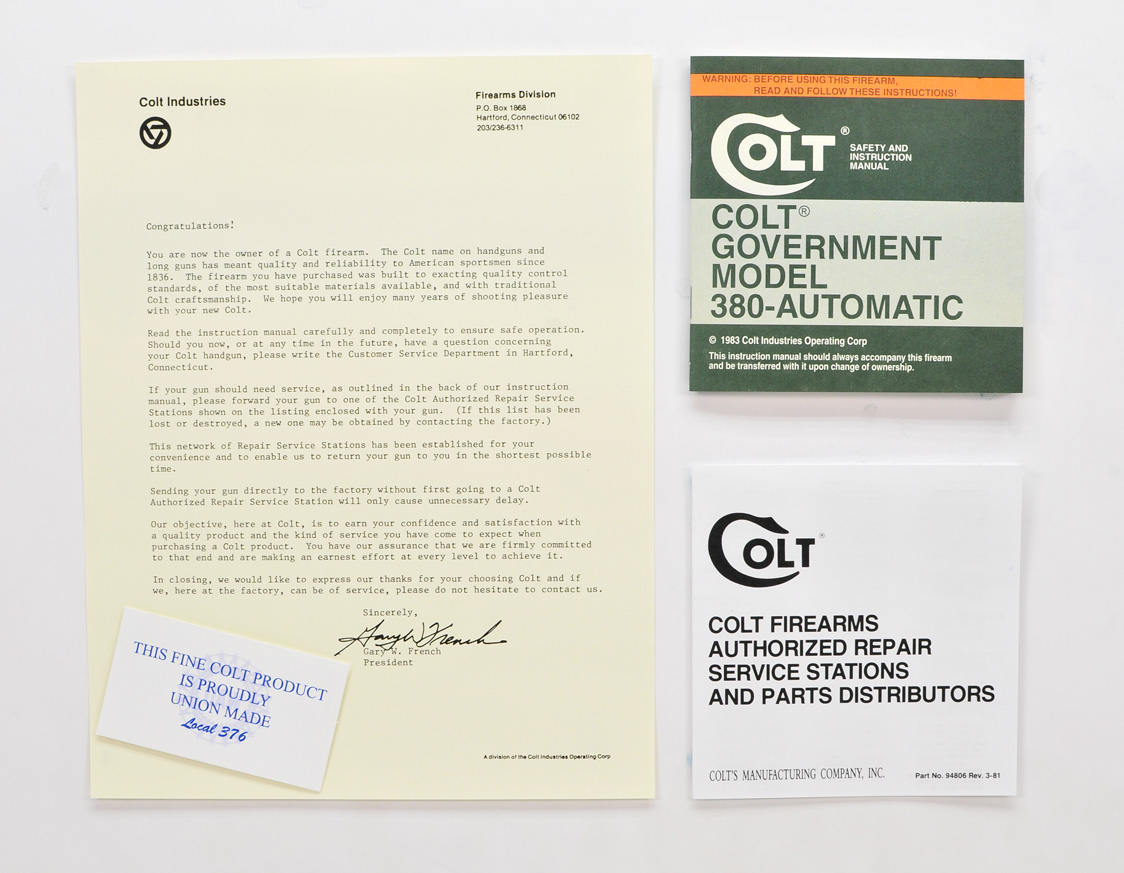 Colt Industries
Firearms Division
P.O. Box 1868
Hartford, Connecticut 06102
203/236-6311
Congratulations!
You are now the owner of a Colt firearm. The Colt name on handguns and
long guns has meant quality and reliability to American sportsmen since
1836. The firearm you have purchased was built to exacting quality control
standards, of the most suitable materials available, and with traditional
Colt craftsmanship. We hope you will enjoy many years of shooting pleasure
with your new Colt.
Read the instruction manual carefully and completely to ensure safe operation.
Should you now, or at any time in the future, have a question concerning
your Colt handgun, please write the Customer Service Department in Hartford,
Connecticut.
If your gun should need service, as outlined in the back of our instruction
manual, please forward your gun to one of the Colt Authorized Repair Service
Stations shown on the listing enclosed with your gun. (If this list has been
lost or destroyed, a new one may be obtained by contacting the factory.)
This network of Repair Service Stations has been established for your
convenience and to enable us to return your gun to you in the shortest possible
time.
Sending your gun directly to the factory without first going to a Colt
Authorized Repair Service Station will only cause unnecessary delay.
Our objective, here at Colt, is to earn your confidence and satisfaction with
a quality product and the kind of service you have come to expect when
purchasing a Colt product. You have our assurance that we are firmly committed
to that end and are making an earnest effort at every level to achieve it.
In closing, we would like to express our thanks for your choosing Colt and if
we, here at the factory, can be of service, please do not hesitate to contact us.
Sincerely,
Gary W. French
Gary W. French
President
A division of the Colt Industries Operating Corp
THIS FINE COLT PRODUCT
IS PROUDLY
UNION MADE
Local 376
WARNING: BEFORE USING THIS FIREARM,
READ AND FOLLOW THESE INSTRUCTIONS!
COLT®
SAFETY AND
INSTRUCTION
MANUAL
COLT®
GOVERNMENT
MODEL
380-AUTOMATIC
© 1983 Colt Industries Operating Corp
This instruction manual should always accompany this firearm
and be transferred with it upon change of ownership.
COLT®
COLT FIREARMS
AUTHORIZED REPAIR
SERVICE STATIONS
AND PARTS DISTRIBUTORS
COLT'S MANUFACTURING COMPANY, INC.
Part No. 94806 Rev. 3-81